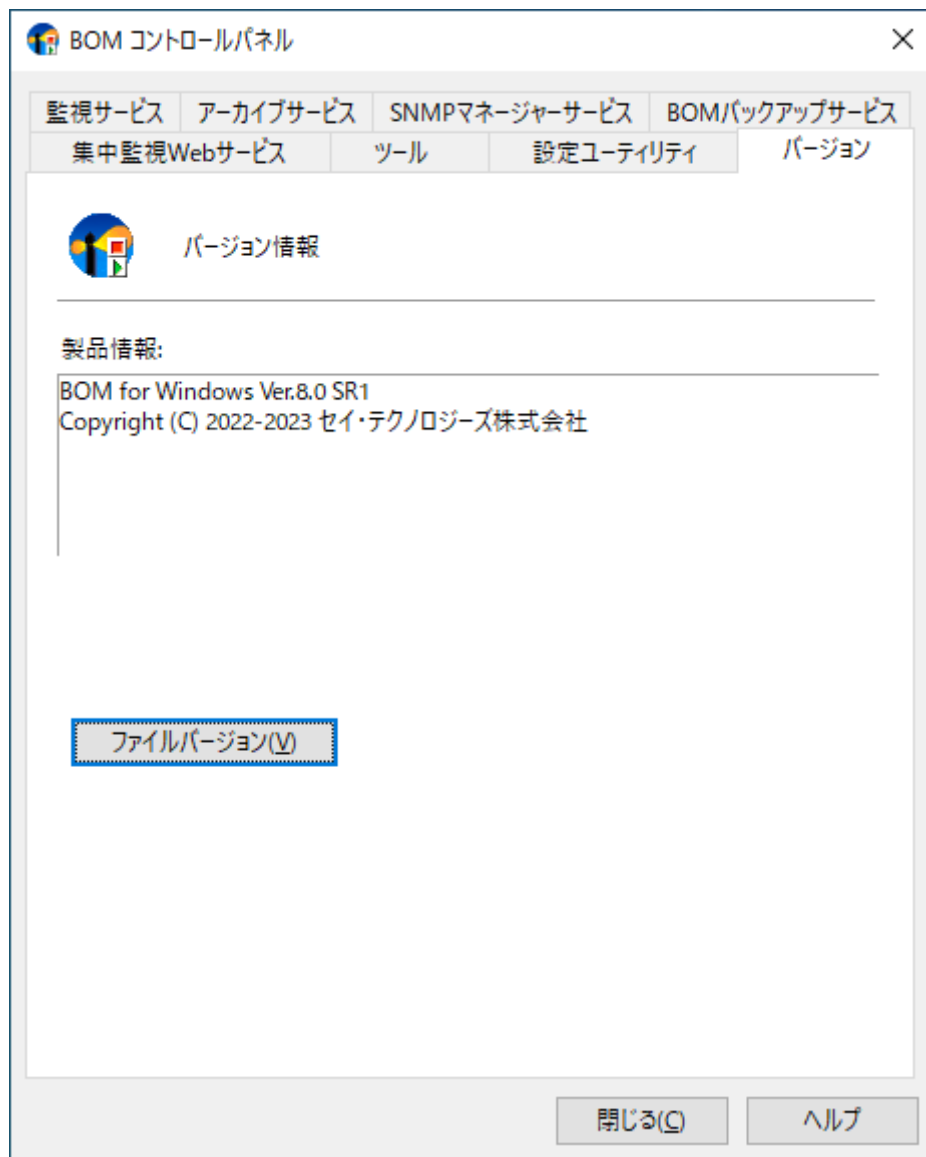 BOM コントロールパネル
監視サービス アーカイブサービス SNMPマネージャーサービス BOMバックアップサービス
集中監視Webサービス ツール 設定ユーティリティ バージョン
バージョン情報
製品情報:
BOM for Windows Ver.8.0 SR1
Copyright (C) 2022-2023 セイ・テクノロジーズ株式会社
ファイルバージョン(V)
閉じる(C) ヘルプ